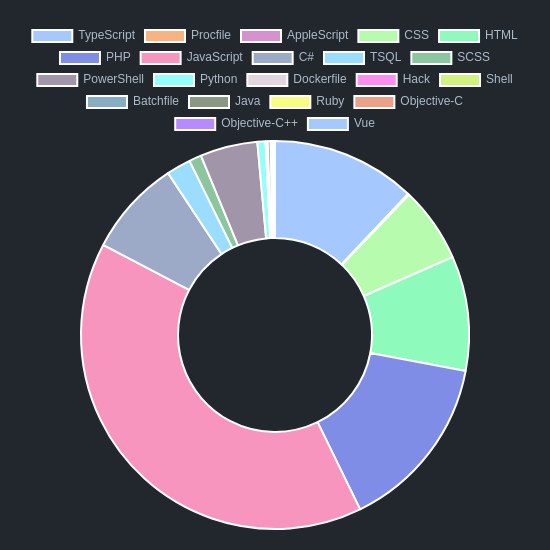 TypeScript Procfile AppleScript CSS HTML
PHP JavaScript C# TSQL SCSS
PowerShell Python Dockerfile Hack Shell
Batchfile Java Ruby Objective-C
Objective-C++ Vue